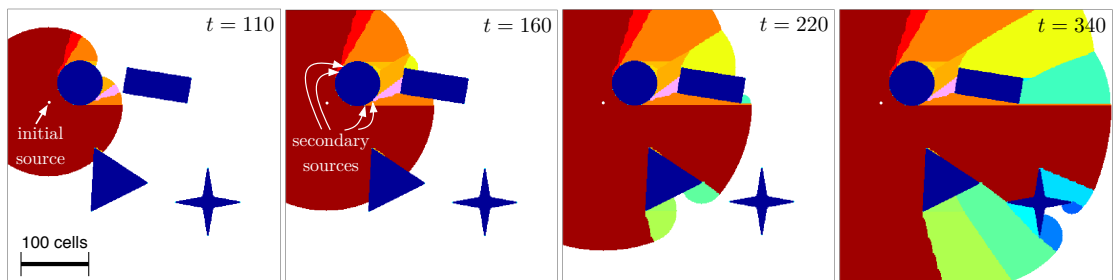 t = 110
initial
source
100 cells
t = 160
secondary
sources
t = 220
t = 340